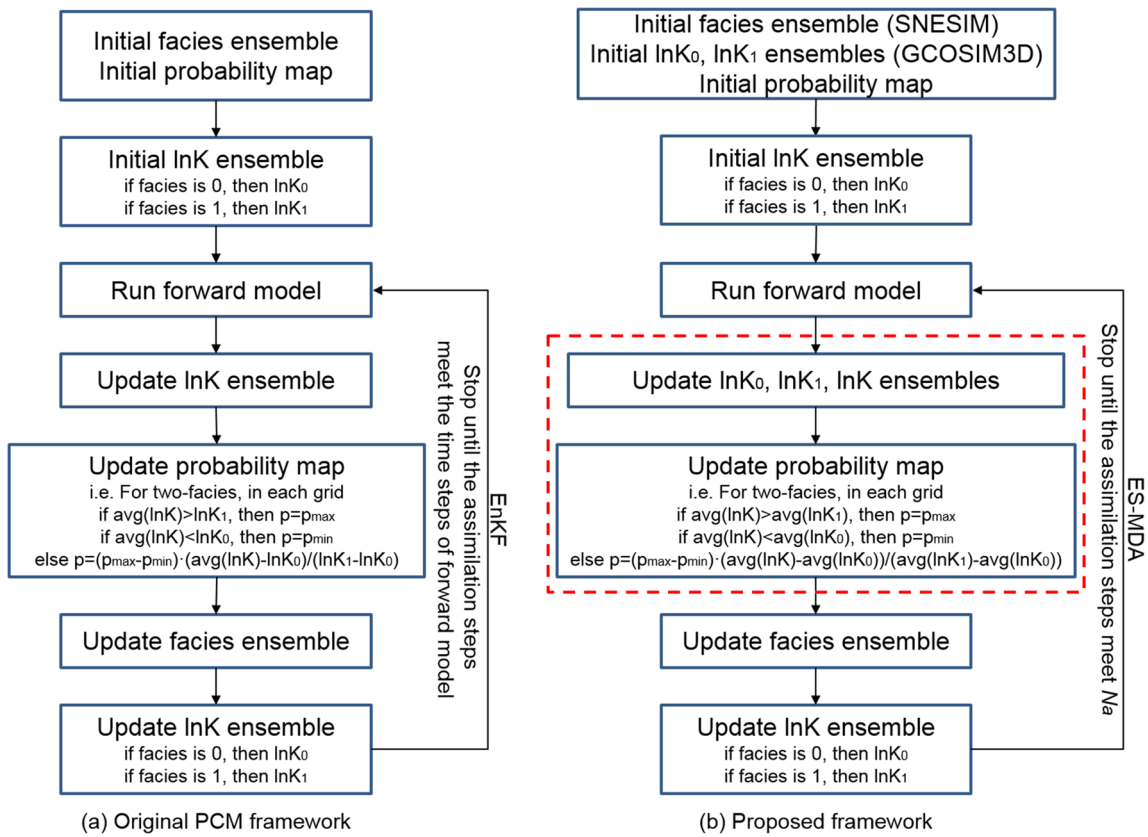 Initial facies ensemble
Initial probability map
Initial lnK ensemble
if facies is 0, then lnK₀
if facies is 1, then lnK₁
Run forward model
Update lnK ensemble
Update probability map
i.e. For two-facies, in each grid
if avg(lnK)>lnK₁, then p=pmax
if avg(lnK)<lnK₀, then p=pmin
else p=(pmax-pmin)·(avg(lnK)-lnK₀)/(lnK₁-lnK₀)
Update facies ensemble
Update lnK ensemble
if facies is 0, then lnK₀
if facies is 1, then lnK₁
EnKF
Stop until the assimilation steps
meet the time steps of forward model
(a) Original PCM framework
Initial facies ensemble (SNESIM)
Initial lnK₀, lnK₁ ensembles (GCOSIM3D)
Initial probability map
Initial lnK ensemble
if facies is 0, then lnK₀
if facies is 1, then lnK₁
Run forward model
Update lnK₀, lnK₁, lnK ensembles
Update probability map
i.e. For two-facies, in each grid
if avg(lnK)>avg(lnK₁), then p=pmax
if avg(lnK)<avg(lnK₀), then p=pmin
else p=(pmax-pmin)·(avg(lnK)-avg(lnK₀))/(avg(lnK₁)-avg(lnK₀))
Update facies ensemble
Update lnK ensemble
if facies is 0, then lnK₀
if facies is 1, then lnK₁
ES-MDA
Stop until the assimilation steps meet Na
(b) Proposed framework